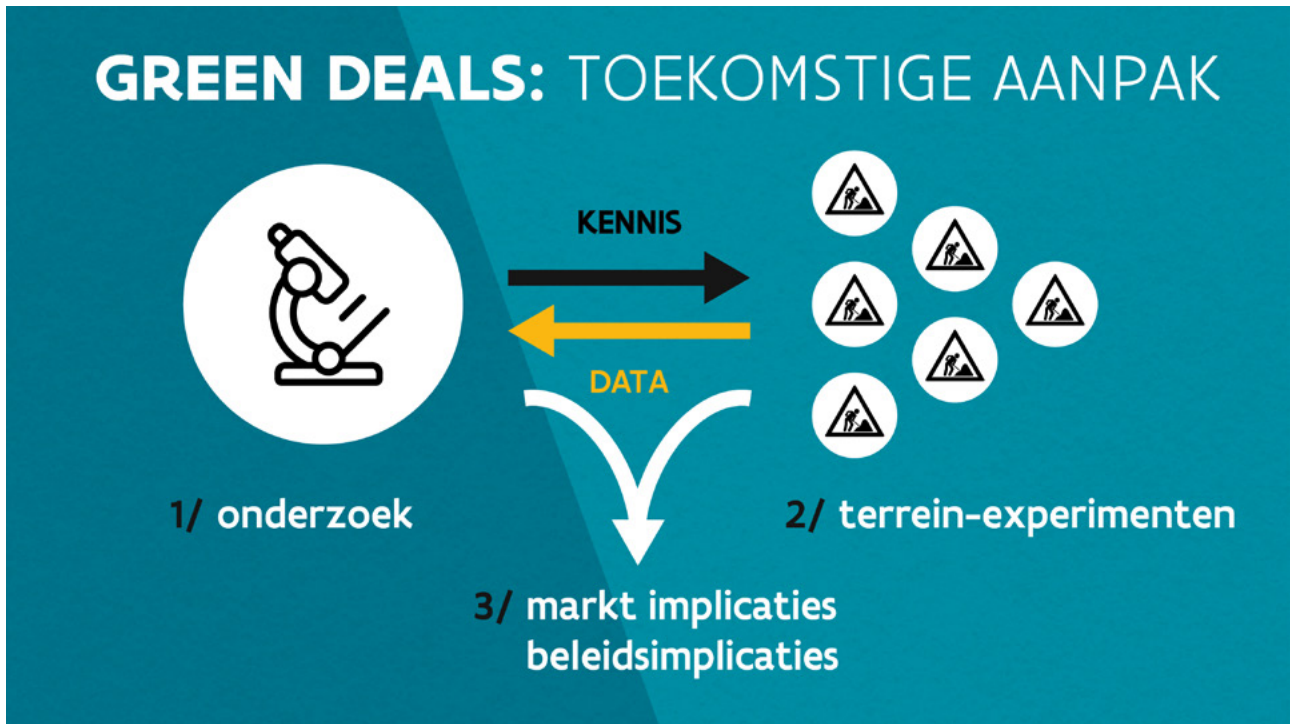 GREEN DEALS: TOEKOMSTIGE AANPAK
KENNIS
DATA
1/ onderzoek
2/ terrein-experimenten
3/ markt implicaties
beleidsimplicaties